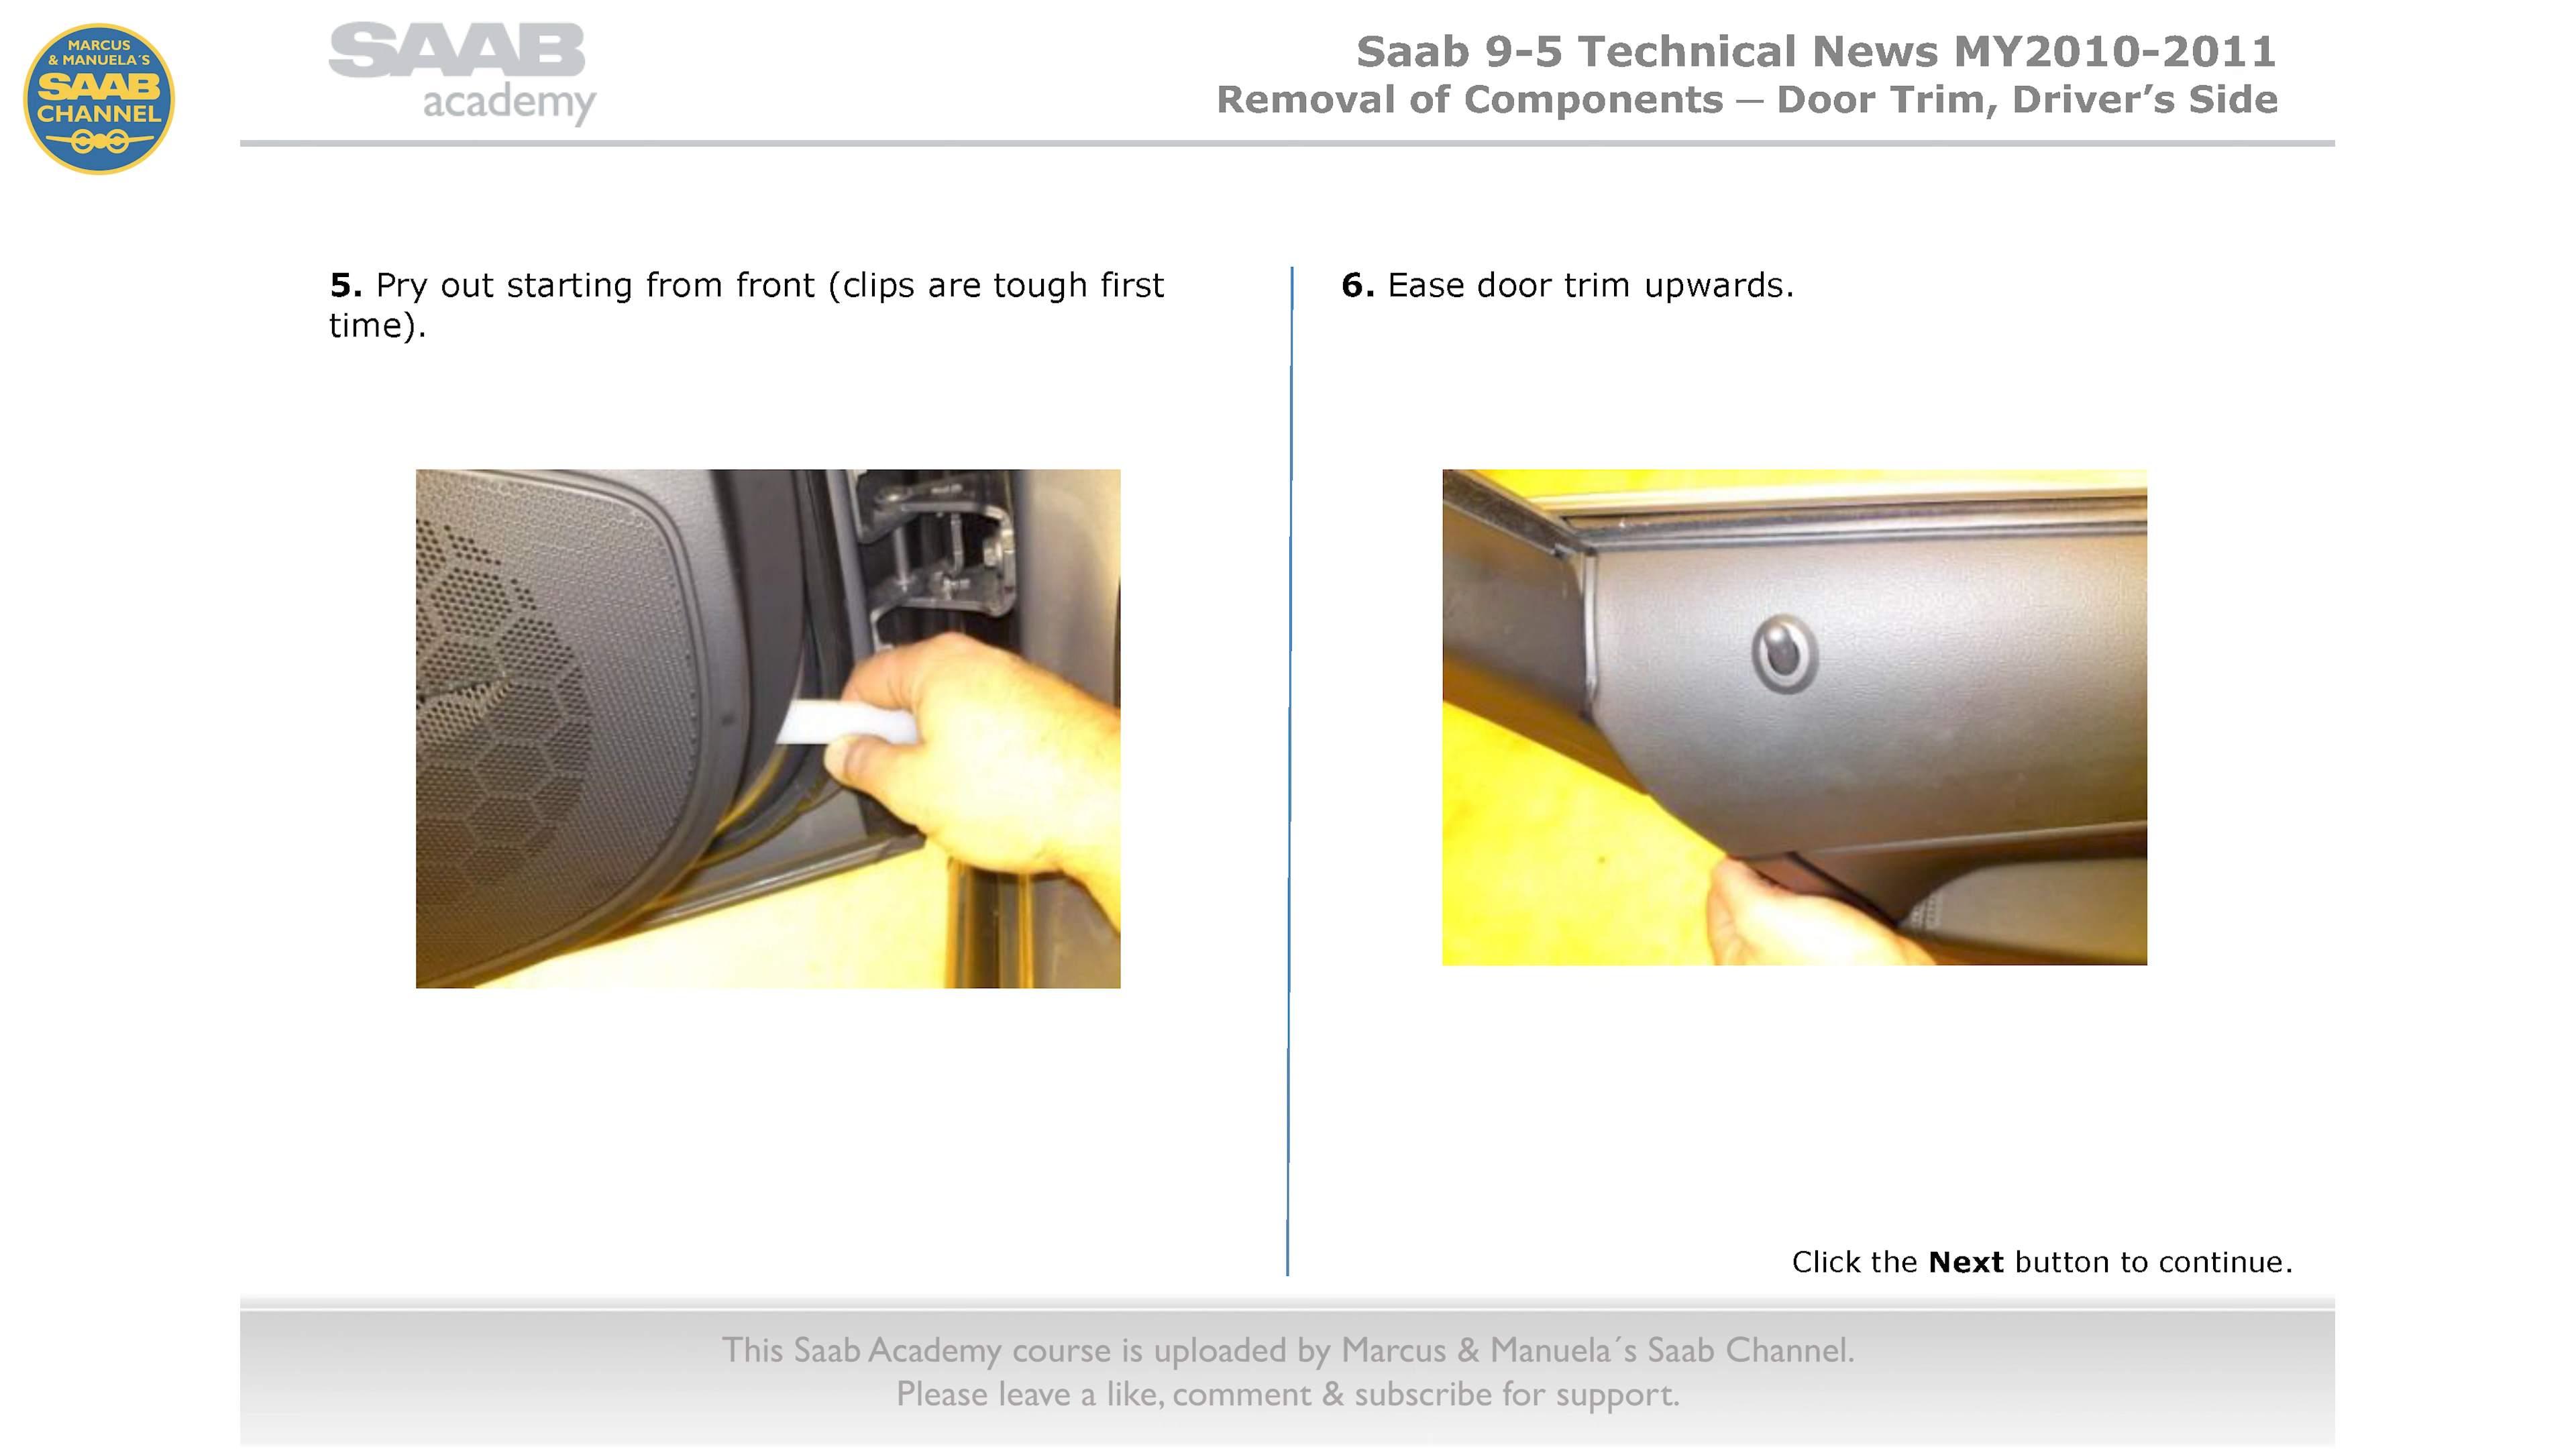 MARCUS
& MANUELA´S
SAAB
CHANNEL
SAAB
academy
Saab 9-5 Technical News MY2010-2011
Removal of Components — Door Trim, Driver’s Side
5. Pry out starting from front (clips are tough first
time).
6. Ease door trim upwards.
Click the Next button to continue.
This Saab Academy course is uploaded by Marcus & Manuela´s Saab Channel.
Please leave a like, comment & subscribe for support.